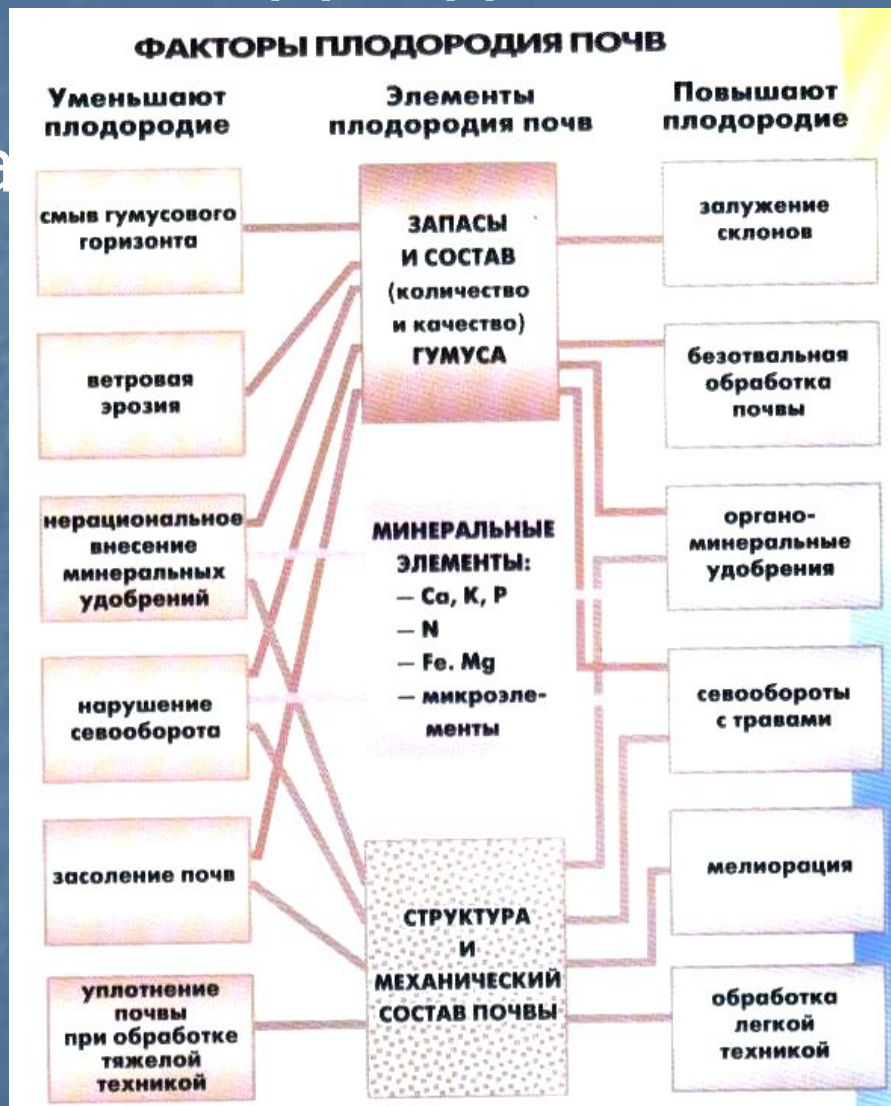 ФАКТОРЫ ПЛОДОРОДИЯ ПОЧВ
Уменьшают
плодородие
Элементы
плодородия почв
Повышают
плодородие
смыв гумусового
горизонта
ветровая
эрозия
нерациональное
внесение
минеральных
удобрений
нарушение
севооборота
засоление почв
уплотнение
почвы
при обработке
тяжелой
техникой
ЗАПАСЫ
И СОСТАВ
(количество
и качество)
ГУМУСА
МИНЕРАЛЬНЫЕ
ЭЛЕМЕНТЫ:
— Ca, K, P
— N
— Fe. Mg
— микроэле-
менты
СТРУКТУРА
И
МЕХАНИЧЕСКИЙ
СОСТАВ ПОЧВЫ
залужение
склонов
безотвальная
обработка
почвы
органо-
минеральные
удобрения
севообороты
с травами
мелиорация
обработка
легкой
техникой